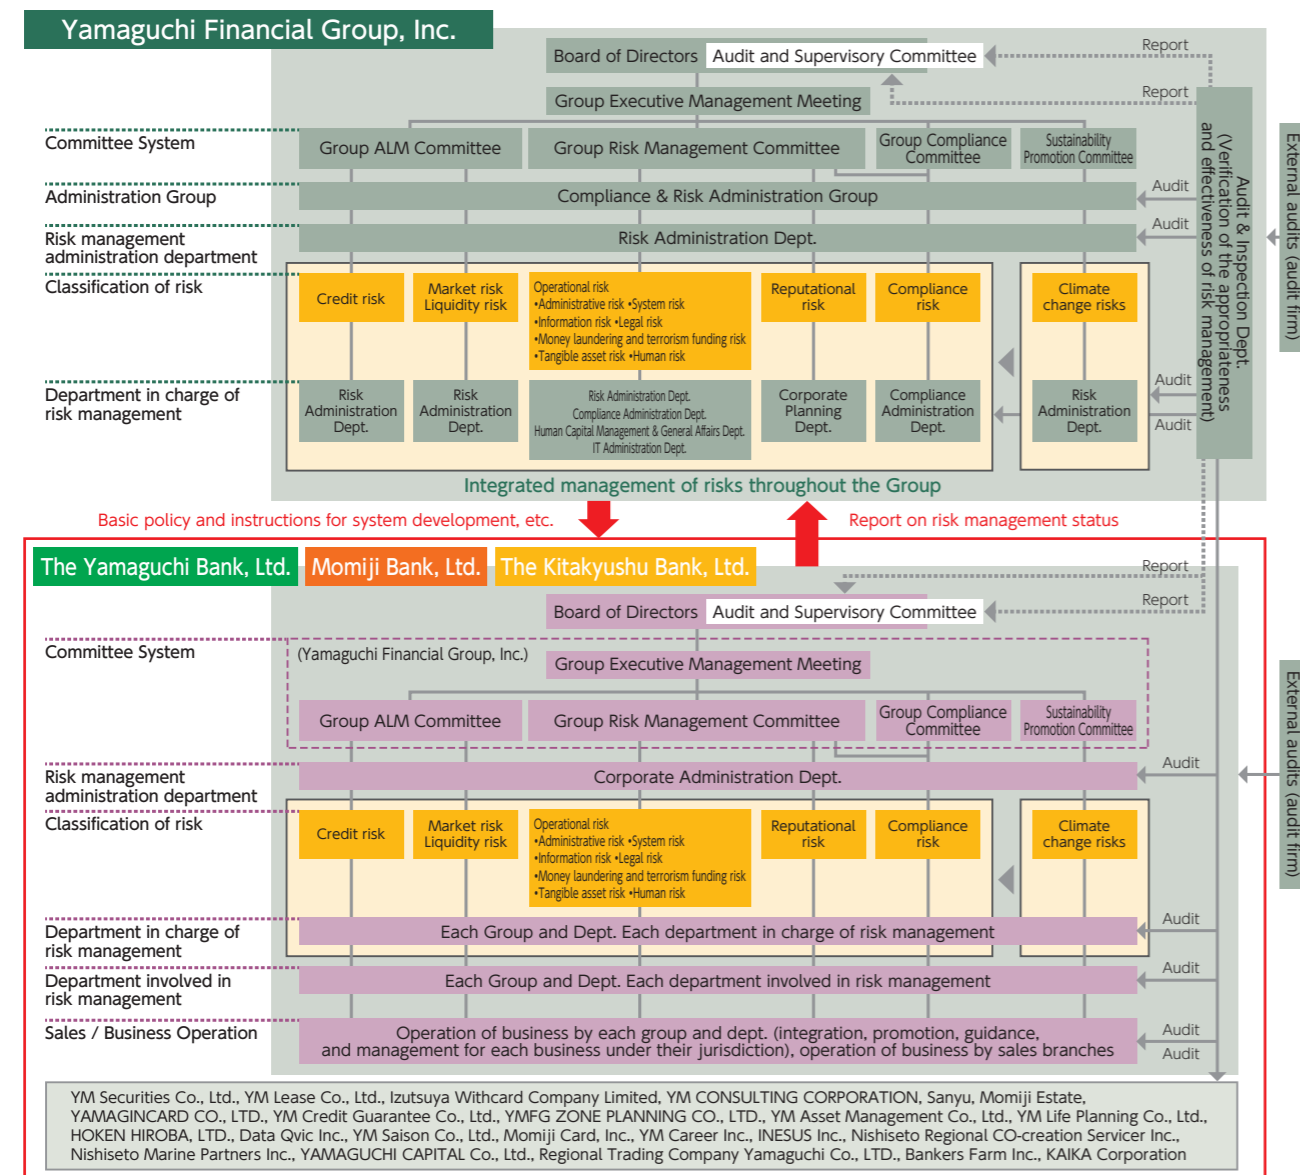 Yamaguchi Financial Group, Inc.
Board of Directors
Audit and Supervisory Committee
Report
Report
Group Executive Management Meeting
Committee System
Group ALM Committee
Group Risk Management Committee
Group Compliance
Committee
Sustainability
Promotion Committee
Administration Group
Compliance & Risk Administration Group
Audit
Risk management
administration department
Risk Administration Dept.
Audit
Classification of risk
Credit risk
Market risk
Liquidity risk
Operational risk
•Administrative risk •System risk
•Information risk •Legal risk
•Money laundering and terrorism funding risk
•Tangible asset risk •Human risk
Reputational
risk
Compliance
risk
Climate
change risks
Department in charge of
risk management
Risk
Administration
Dept.
Risk
Administration
Dept.
Risk Administration Dept.
Compliance Administration Dept.
Human Capital Management & General Affairs Dept.
IT Administration Dept.
Corporate
Planning
Dept.
Compliance
Administration
Dept.
Risk
Administration
Dept.
Audit
Audit
Audit & Inspection Dept.
(Verification of the appropriateness
and effectiveness of risk management)
External audits (audit firm)
Integrated management of risks throughout the Group
Basic policy and instructions for system development, etc.
Report on risk management status
The Yamaguchi Bank, Ltd.
Momiji Bank, Ltd.
The Kitakyushu Bank, Ltd.
Report
Board of Directors
Audit and Supervisory Committee
Report
Committee System
(Yamaguchi Financial Group, Inc.)
Group Executive Management Meeting
Group ALM Committee
Group Risk Management Committee
Group Compliance
Committee
Sustainability
Promotion Committee
Risk management
administration department
Corporate Administration Dept.
Audit
External audits (audit firm)
Classification of risk
Credit risk
Market risk
Liquidity risk
Operational risk
•Administrative risk •System risk
•Information risk •Legal risk
•Money laundering and terrorism funding risk
•Tangible asset risk •Human risk
Reputational
risk
Compliance
risk
Climate
change risks
Department in charge of
risk management
Each Group and Dept. Each department in charge of risk management
Audit
Department involved in
risk management
Each Group and Dept. Each department involved in risk management
Audit
Sales / Business Operation
Operation of business by each group and dept. (integration, promotion, guidance,
and management for each business under their jurisdiction), operation of business by sales branches
Audit
Audit
YM Securities Co., Ltd., YM Lease Co., Ltd., Izutsuya Withcard Company Limited, YM CONSULTING CORPORATION, Sanyu, Momiji Estate,
YAMAGINCARD CO., LTD., YM Credit Guarantee Co., Ltd., YMFG ZONE PLANNING CO., LTD., YM Asset Management Co., Ltd., YM Life Planning Co., Ltd.,
HOKEN HIROBA, LTD., Data Qvic Inc., YM Saison Co., Ltd., Momiji Card, Inc., YM Career Inc., INESUS Inc., Nishiseto Regional CO-creation Servicer Inc.,
Nishiseto Marine Partners Inc., YAMAGUCHI CAPITAL Co., Ltd., Regional Trading Company Yamaguchi Co., LTD., Bankers Farm Inc., KAIKA Corporation